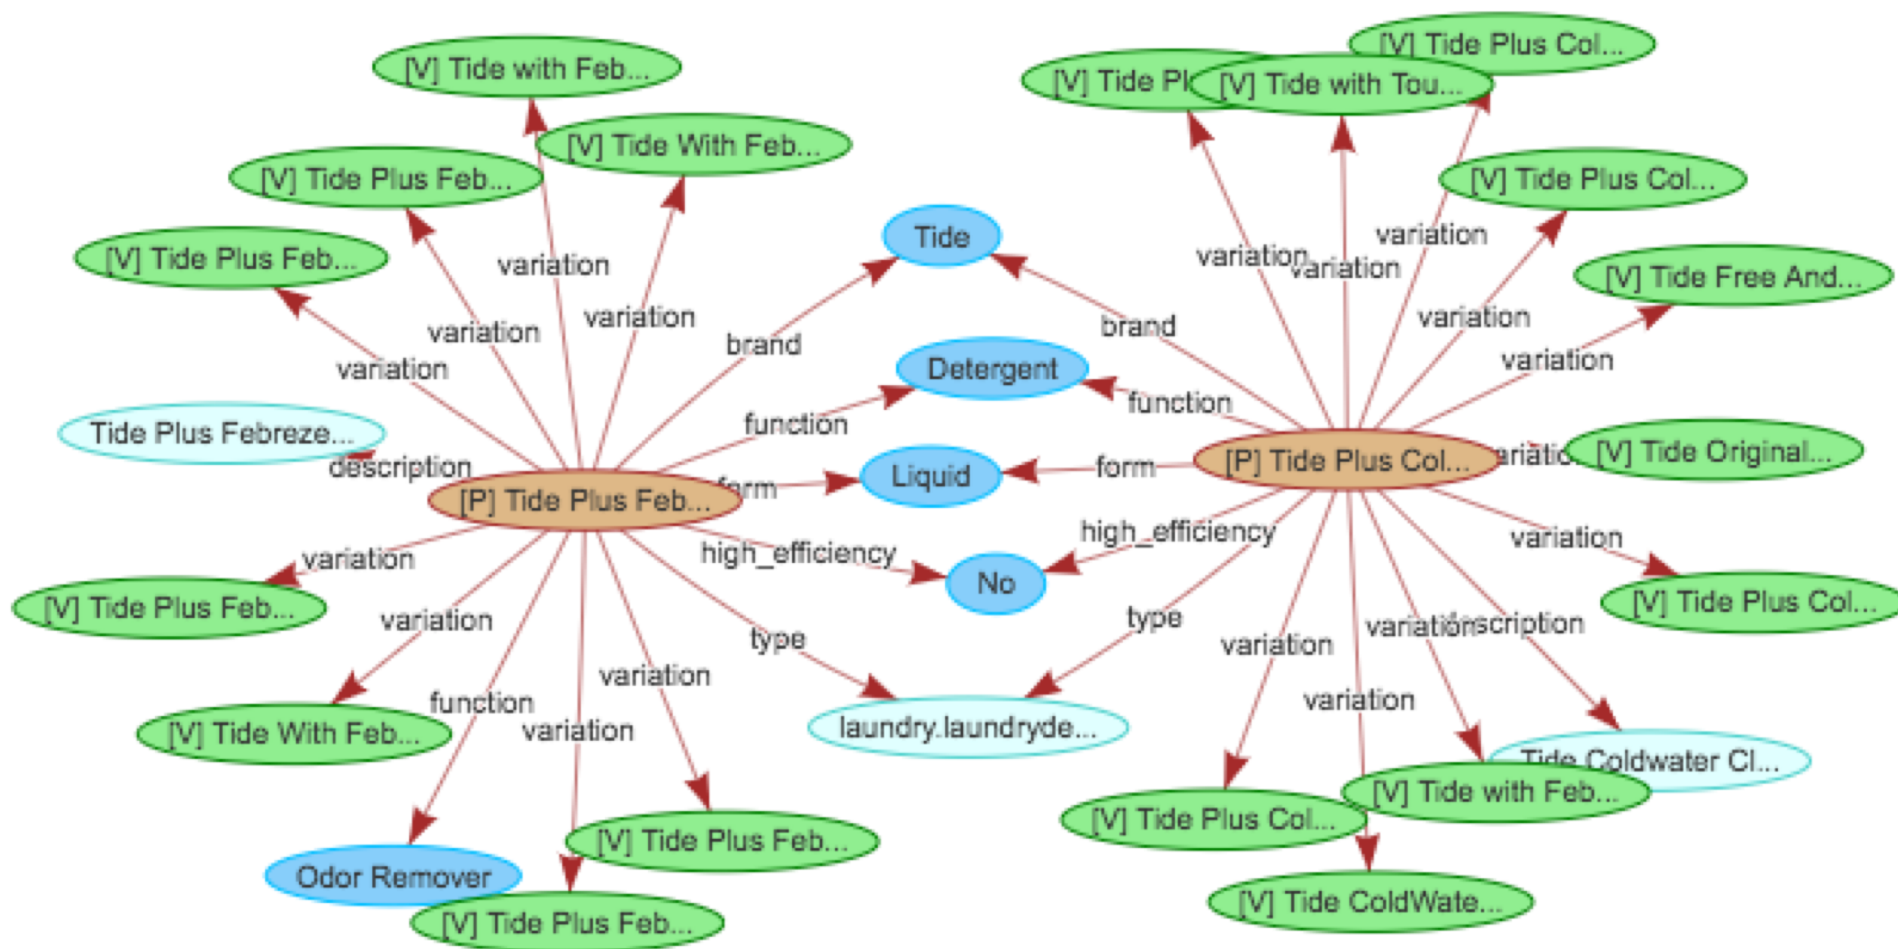 [V] Tide Plus Col...
[V] Tide with Feb...
[V] Tide Pl
[V] Tide with Tou...
[V] Tide With Feb...
[V] Tide Plus Feb...
[V] Tide Plus Col...
Tide
[V] Tide Plus Feb...
variation
variation
variation
variation
[V] Tide Free And...
variation
variation
variation
brand
brand
variation
variation
Detergent
function
function
Tide Plus Febreze...
description
[P] Tide Plus Feb...
form
Liquid
form
[P] Tide Plus Col...
[V] Tide Original...
variation
high_efficiency
No
high_efficiency
variation
[V] Tide Plus Feb...
[V] Tide Plus Col...
variation
type
type
variation
variation
variation
function
variation
variation
[V] Tide With Feb...
laundry.laundryde...
Tide Coldwater Cl...
[V] Tide with Feb...
[V] Tide Plus Col...
[V] Tide Plus Feb...
Odor Remover
[V] Tide Plus Feb...
[V] Tide ColdWate...